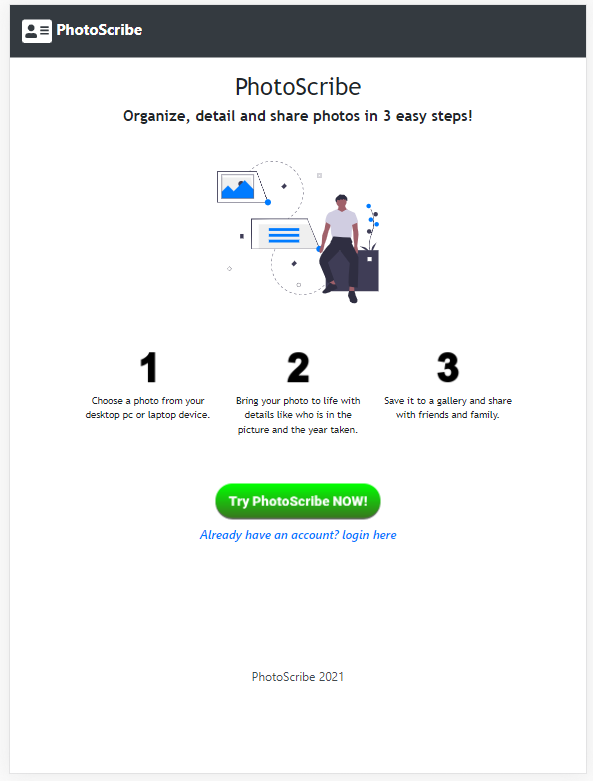 PhotoScribe
PhotoScribe
Organize, detail and share photos in 3 easy steps!
1
Choose a photo from your
desktop pc or laptop device.
2
Bring your photo to life with
details like who is in the
picture and the year taken.
3
Save it to a gallery and share
with friends and family.
Try PhotoScribe NOW!
Already have an account? login here
PhotoScribe 2021